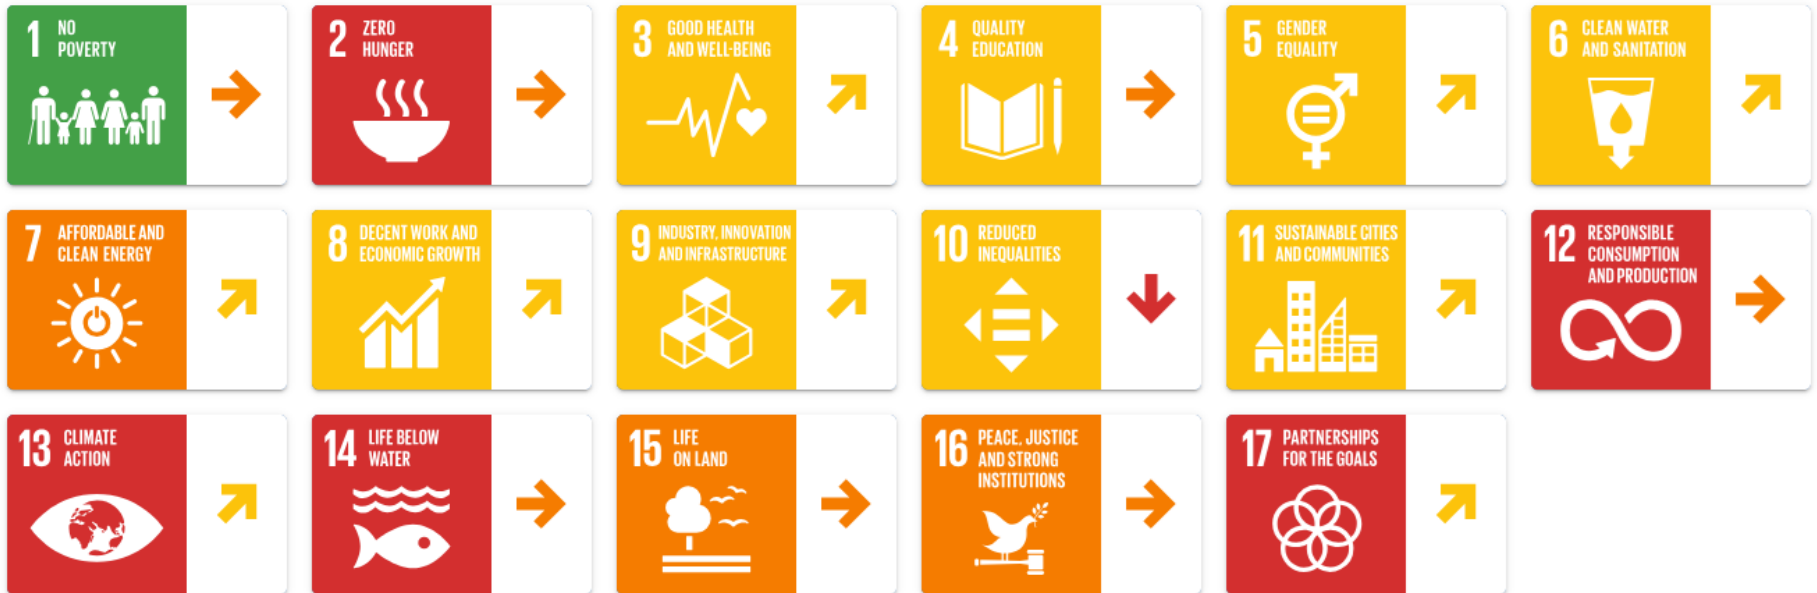 1 NO
POVERTY
2 ZERO
HUNGER
3 GOOD HEALTH
AND WELL-BEING
4 QUALITY
EDUCATION
5 GENDER
EQUALITY
6 CLEAN WATER
AND SANITATION
7 AFFORDABLE AND
CLEAN ENERGY
8 DECENT WORK AND
ECONOMIC GROWTH
9 INDUSTRY, INNOVATION
AND INFRASTRUCTURE
10 REDUCED
INEQUALITIES
11 SUSTAINABLE CITIES
AND COMMUNITIES
12 RESPONSIBLE
CONSUMPTION
AND PRODUCTION
13 CLIMATE
ACTION
14 LIFE BELOW
WATER
15 LIFE
ON LAND
16 PEACE, JUSTICE
AND STRONG
INSTITUTIONS
17 PARTNERSHIPS
FOR THE GOALS